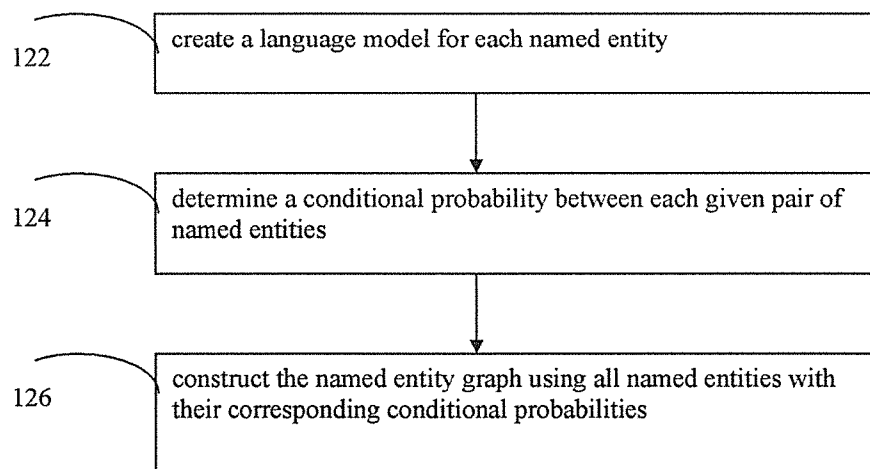 create a language model for each named entity
122
determine a conditional probability between each given pair of
named entities
124
construct the named entity graph using all named entities with
their corresponding conditional probabilities
126